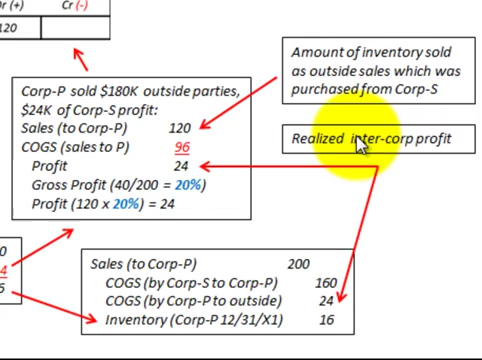 Dr (+) Cr (-)
120
Amount of inventory sold
as outside sales which was
purchased from Corp-S
Corp-P sold $180K outside parties,
$24K of Corp-S profit:
Sales (to Corp-P) 120
COGS (sales to P) 96
Profit 24
Gross Profit (40/200 = 20%)
Profit (120 x 20%) = 24
Realized inter-corp profit
0
4
6
Sales (to Corp-P) 200
COGS (by Corp-S to Corp-P) 160
COGS (by Corp-P to outside) 24
Inventory (Corp-P 12/31/X1) 16